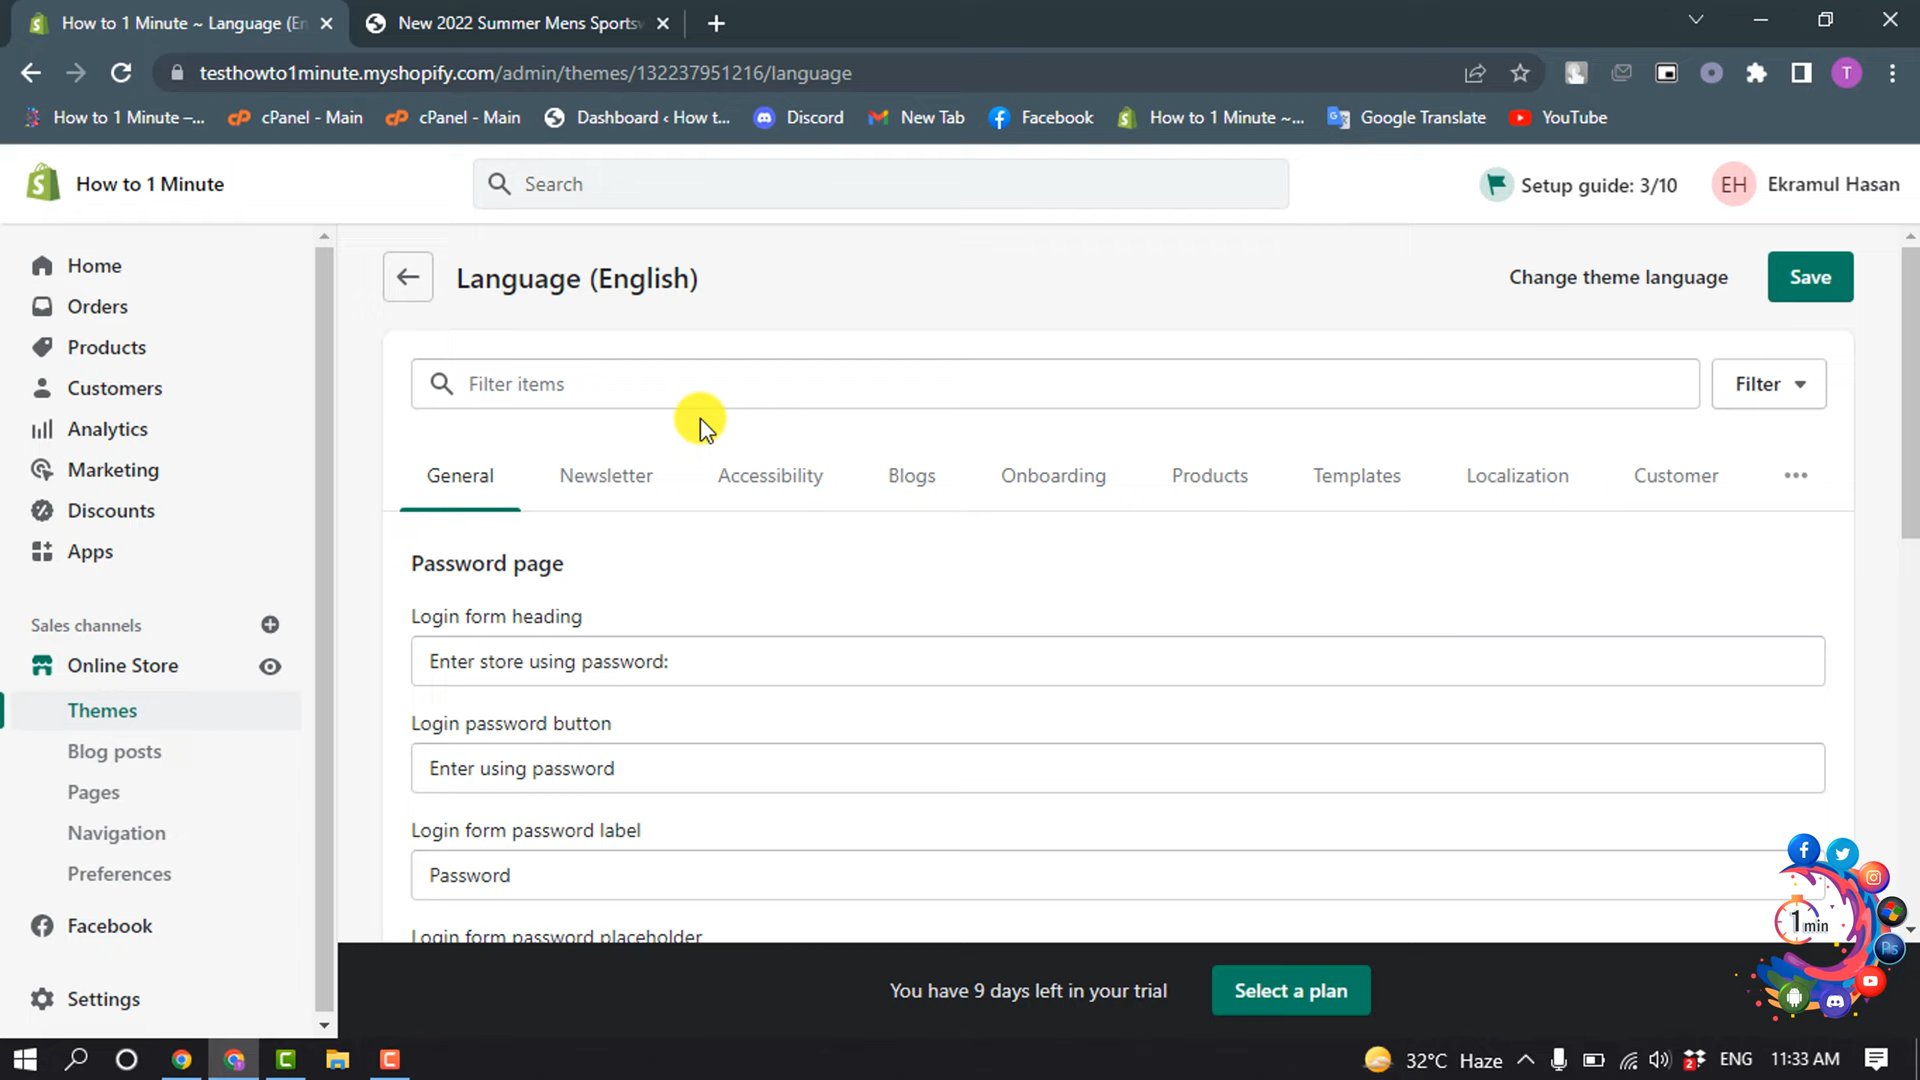 How to 1 Minute ~ Language (En
New 2022 Summer Mens Sportsw
testhowto1minute.myshopify.com/admin/themes/132237951216/language
T
How to 1 Minute –...
cPanel - Main
cPanel - Main
Dashboard ‹ How t...
Discord
New Tab
Facebook
How to 1 Minute ~...
Google Translate
YouTube
How to 1 Minute
Search
Setup guide: 3/10
EH
Ekramul Hasan
Home
Orders
Products
Customers
Analytics
Marketing
Discounts
Apps
Sales channels
Online Store
Themes
Blog posts
Pages
Navigation
Preferences
Facebook
Settings
Language (English)
Change theme language
Save
Filter items
Filter
General
Newsletter
Accessibility
Blogs
Onboarding
Products
Templates
Localization
Customer
Password page
Login form heading
Enter store using password:
Login password button
Enter using password
Login form password label
Password
Login form password placeholder
You have 9 days left in your trial
Select a plan
1 min
Ps
32°C Haze
2
ENG
11:33 AM